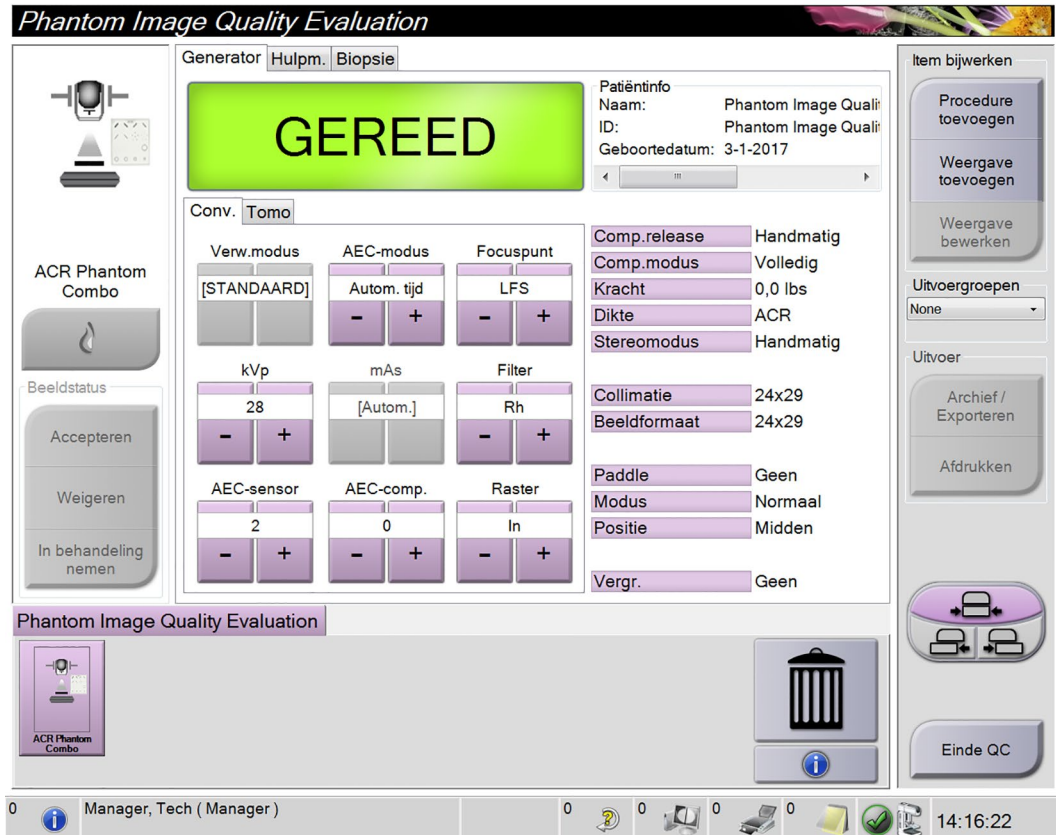 Phantom Image Quality Evaluation
Generator Hulpm. Biopsie
GEREED
Patiëntinfo
Naam: Phantom Image Quali
ID: Phantom Image Quali
Geboortedatum: 3-1-2017
ACR Phantom
Combo
Beeldstatus
Accepteren
Weigeren
In behandeling
nemen
Conv. Tomo
Verw.modus AEC-modus Focuspunt
[STANDAARD] Autom. tijd LFS
- + - +
kVp mAs Filter
28 [Autom.] Rh
- + - +
AEC-sensor AEC-comp. Raster
2 0 In
- + - + - +
Comp.release Handmatig
Comp.modus Volledig
Kracht 0,0 lbs
Dikte ACR
Stereomodus Handmatig
Collimatie 24x29
Beeldformaat 24x29
Paddle Geen
Modus Normaal
Positie Midden
Vergr. Geen
Item bijwerken
Procedure
toevoegen
Weergave
toevoegen
Weergave
bewerken
Uitvoergroepen
None
Uitvoer
Archief /
Exporteren
Afdrukken
Einde QC
Phantom Image Quality Evaluation
ACR Phantom
Combo
0 Manager, Tech ( Manager ) 0 0 0 0 14:16:22